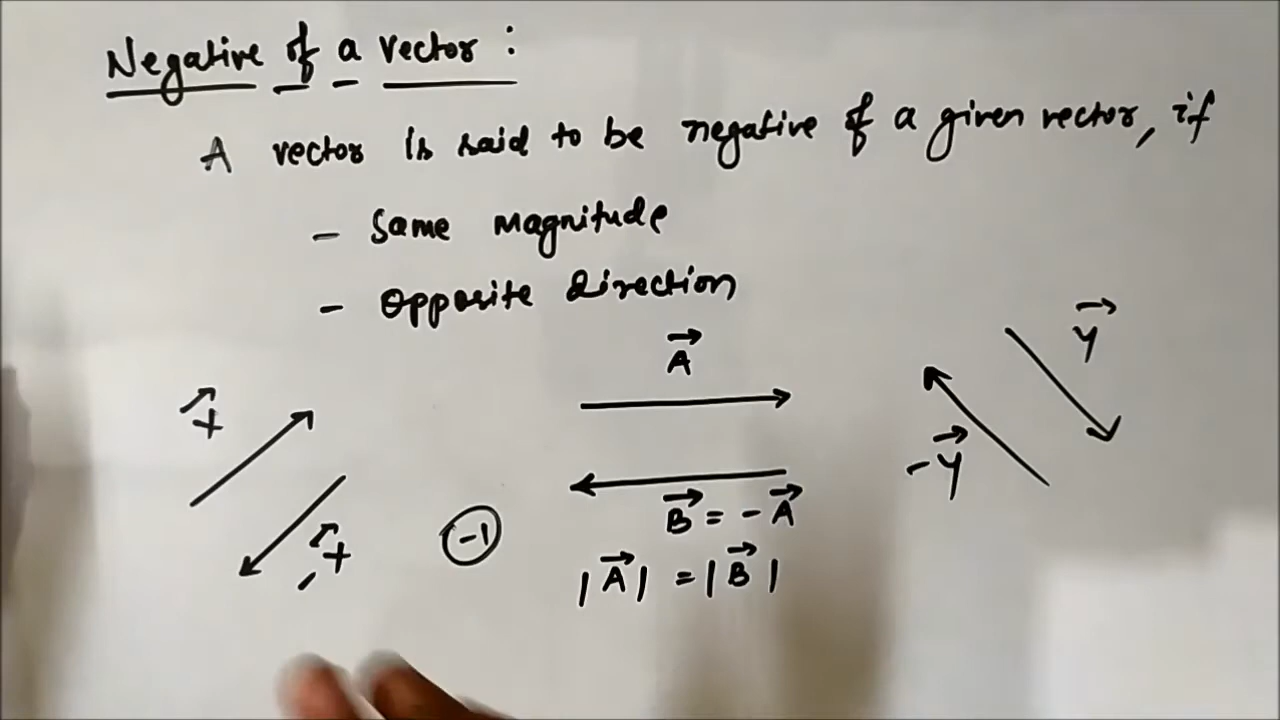 Negative of a vector :
A vector is said to be negative of a given vector, if
- Same magnitude
- Opposite direction
→A
→Y
→x
-→Y
→B = -→A
-→x
-1
|→A| = |→B|